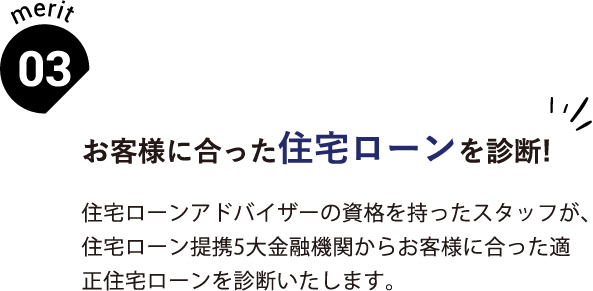 merit
03
お客様に合った住宅ローンを診断!
住宅ローンアドバイザーの資格を持ったスタッフが、
住宅ローン提携5大金融機関からお客様に合った適
正住宅ローンを診断いたします。